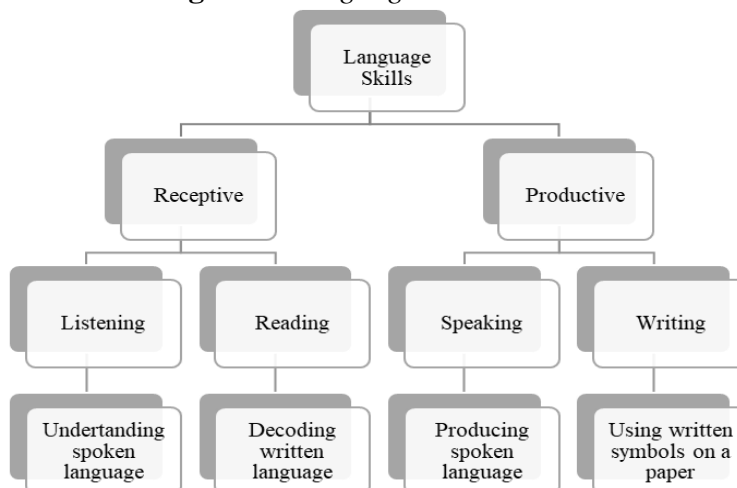 Language
Skills
Receptive
Productive
Listening
Reading
Speaking
Writing
Undertanding
spoken
language
Decoding
written
language
Producing
spoken
language
Using written
symbols on a
paper